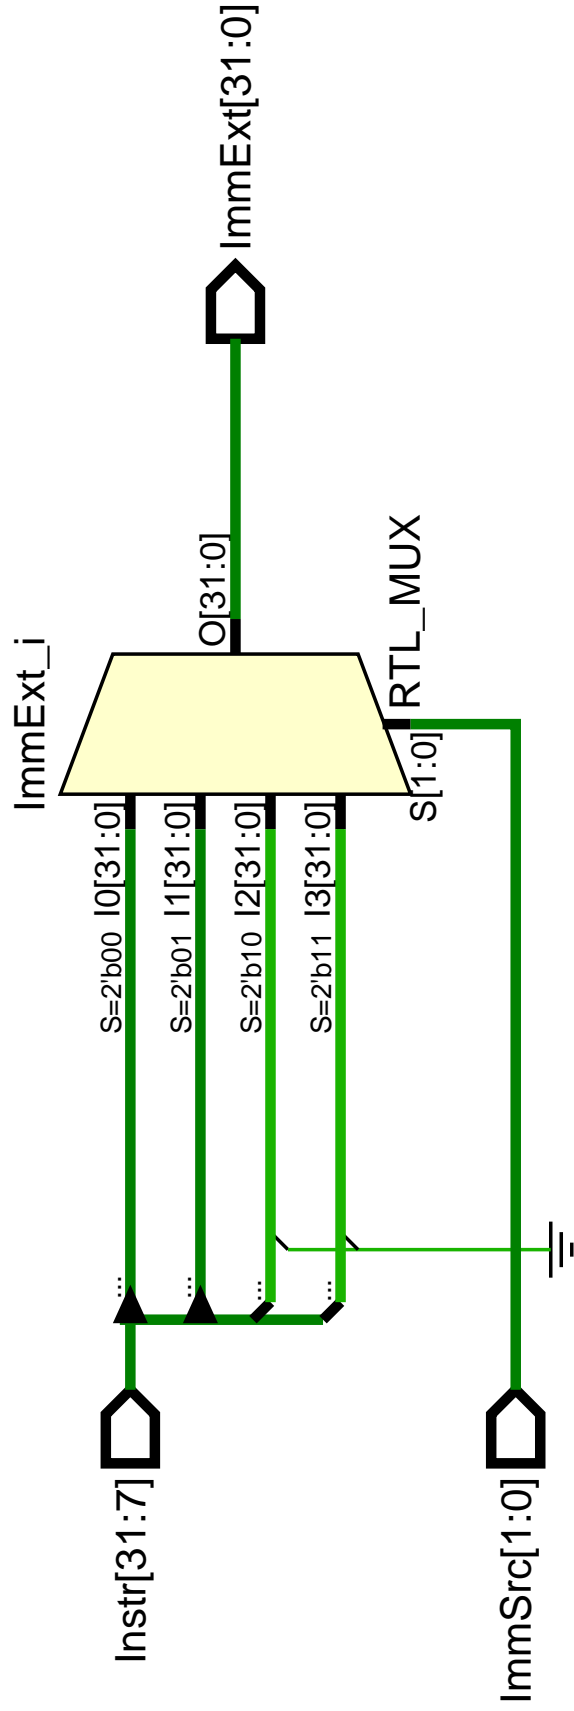 ImmExt_i
S=2'b00
I0[31:0]
S=2'b01
I1[31:0]
S=2'b10
I2[31:0]
S=2'b11
I3[31:0]
O[31:0]
S[1:0]
RTL_MUX
ImmExt[31:0]
Instr[31:7]
...
...
...
...
ImmSrc[1:0]